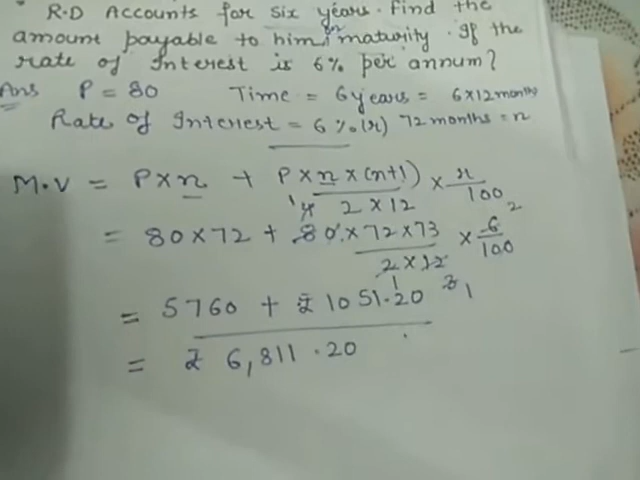 R.D Accounts for six years. Find the
amount payable to him on maturity. If the
rate of Interest is 6% per annum?
Ans P = 80 Time = 6 years = 6 x 12 months
Rate of Interest = 6% (r) 72 months = n
M.V = P x n + P x n x (n+1) / 2 x 12 x r / 100
= 80 x 72 + 80 x 72 x 73 / 2 x 12 x 6 / 100
= 5760 + ₹ 1051.20
= ₹ 6,811.20